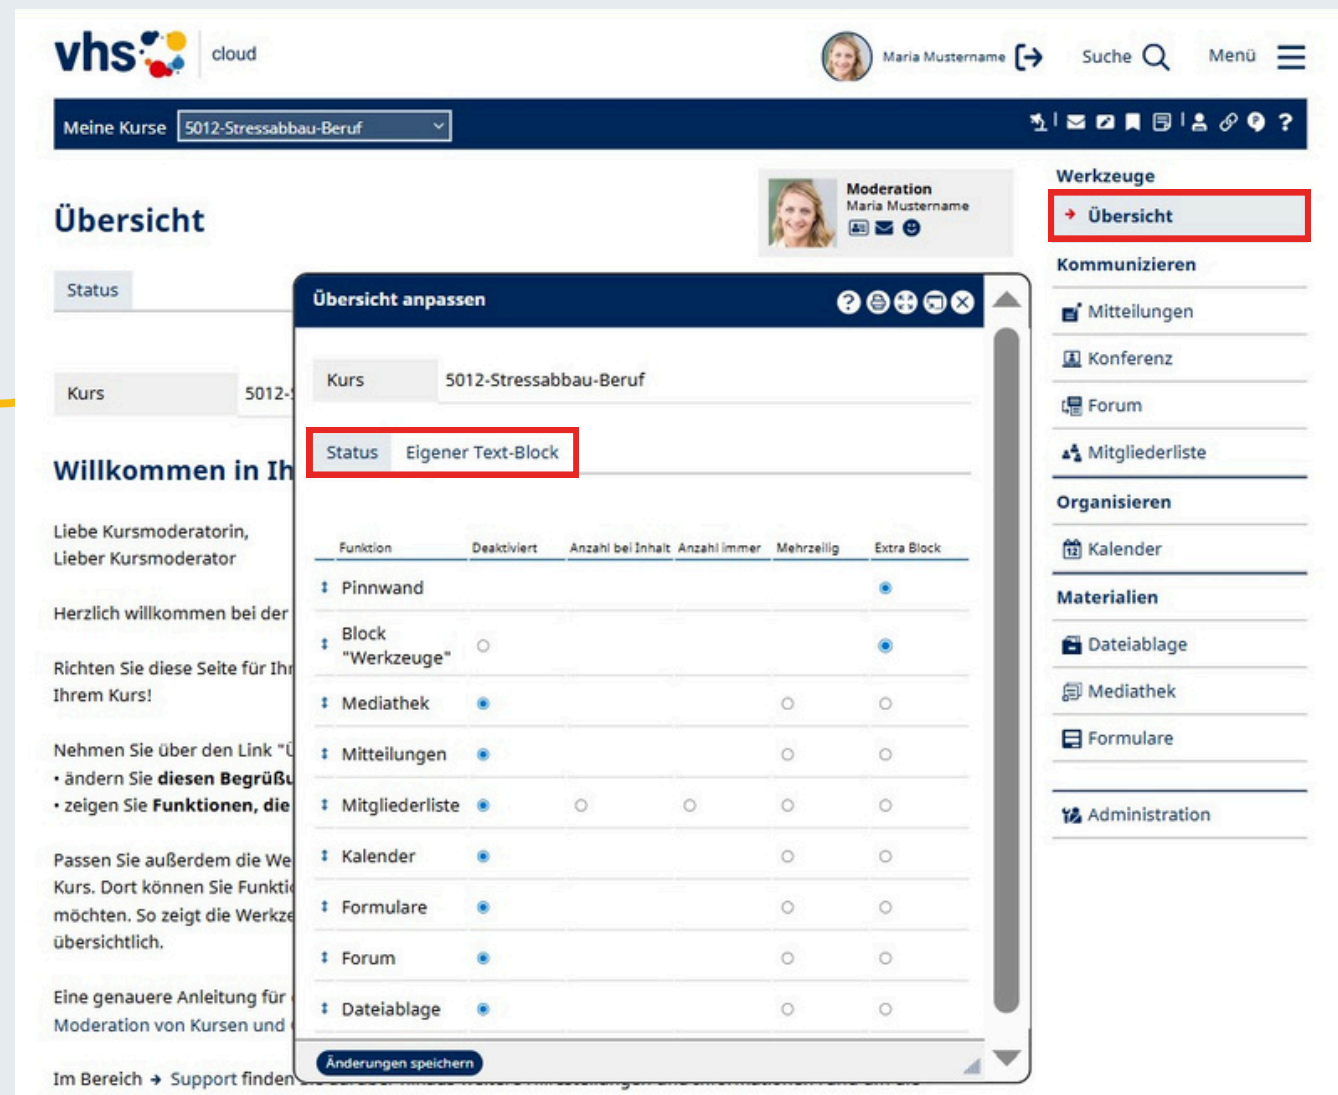 vhs cloud
Maria Mustername
Suche
Menü
Meine Kurse 5012-Stressabbau-Beruf
Übersicht
Moderation
Maria Mustername
Status
Kurs 5012-
Willkommen in Ih
Liebe Kursmoderatorin,
Lieber Kursmoderator
Herzlich willkommen bei der
Richten Sie diese Seite für Ihr
Ihrem Kurs!
Nehmen Sie über den Link "Ü
• ändern Sie diesen Begrüßu
• zeigen Sie Funktionen, die
Passen Sie außerdem die We
Kurs. Dort können Sie Funkti
möchten. So zeigt die Werkze
übersichtlich.
Eine genauere Anleitung für
Moderation von Kursen und
Im Bereich → Support finden
Übersicht anpassen
Kurs 5012-Stressabbau-Beruf
Status Eigener Text-Block
Funktion Deaktiviert Anzahl bei Inhalt Anzahl immer Mehrzeilig Extra Block
Pinnwand
Block
"Werkzeuge"
Mediathek
Mitteilungen
Mitgliederliste
Kalender
Formulare
Forum
Dateiablage
Änderungen speichern
Werkzeuge
Übersicht
Kommunizieren
Mitteilungen
Konferenz
Forum
Mitgliederliste
Organisieren
12 Kalender
Materialien
Dateiablage
Mediathek
Formulare
Administration